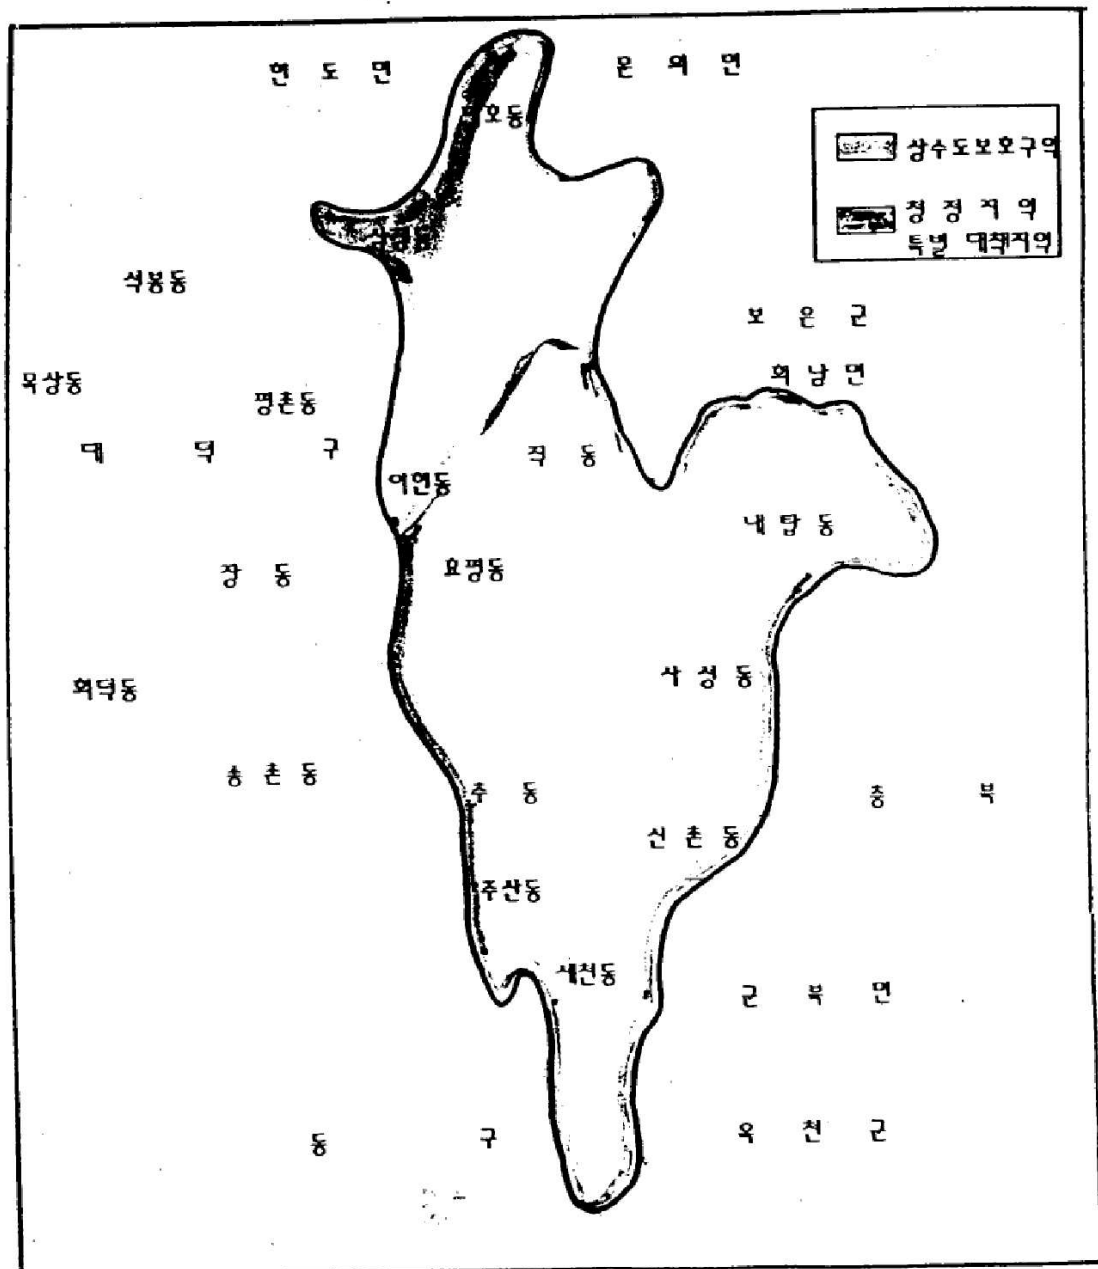 현 도 면
문 의 면
호동
상수도보호구역
청 정 지 역
특별 대책지역
석봉동
보 은 군
회 남 면
목상동
평촌동
대 덕 구
직 동
이현동
내 탑 동
장 동
효평동
사 성 동
회덕동
송 촌 동
추 동
충 북
신 촌 동
주산동
세천동
군 북 면
동 구
옥 천 군